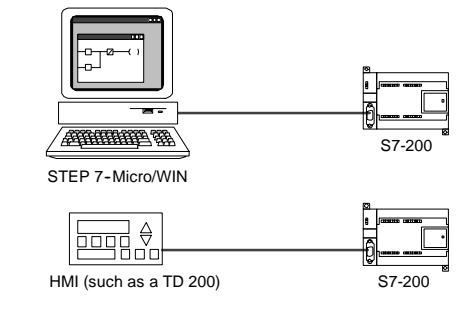 S7-200
STEP 7-Micro/WIN
S7-200
HMI (such as a TD 200)